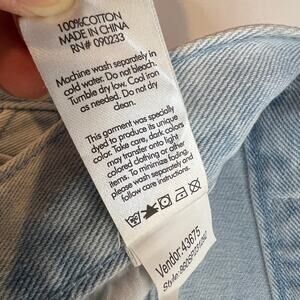 100%COTTON
MADE IN CHINA
RN# 090233
Machine wash separately in
cold water. Do not bleach.
Tumble dry low. Cool iron
as needed. Do not dry
clean.
This garment was specially
dyed to produce its unique
color. Take care, dark colors
may transfer onto light-
colored clothing or other
items. To minimize fading,
please wash separately and
follow care instructions.
Vendor:43675
Style: